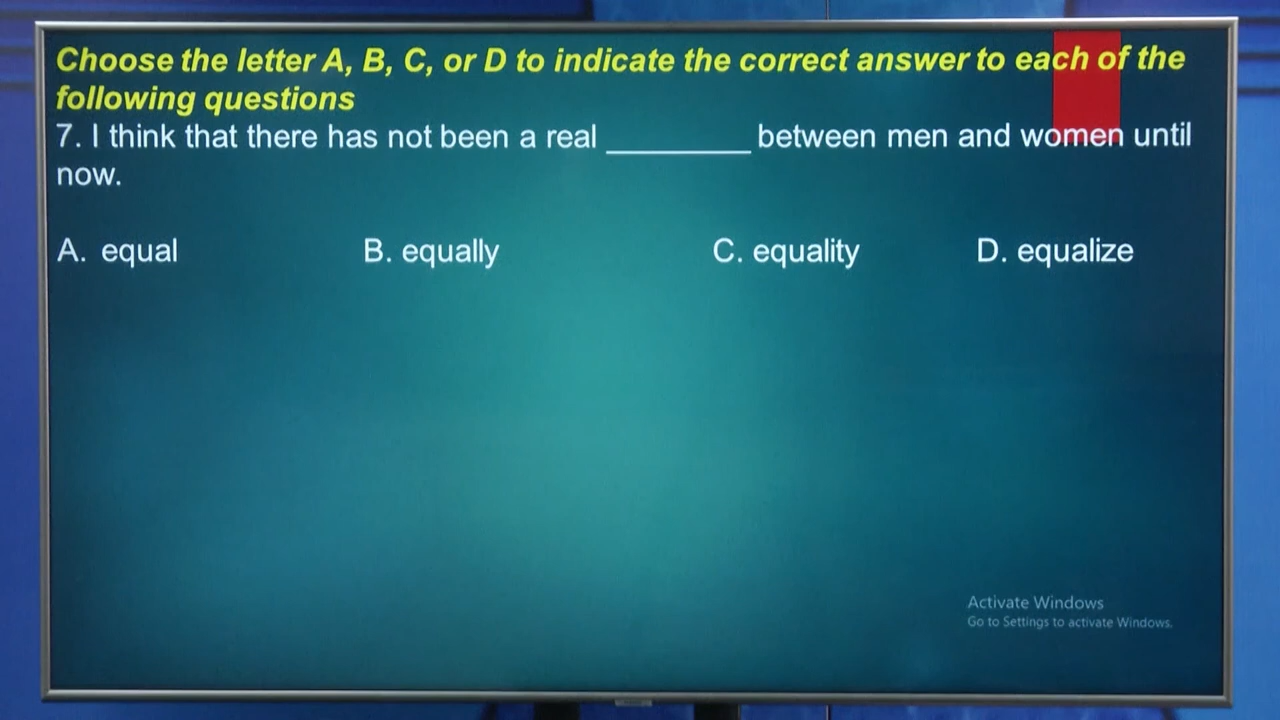 Choose the letter A, B, C, or D to indicate the correct answer to each of the
following questions
7. I think that there has not been a real _________ between men and women until
now.
A. equal B. equally C. equality D. equalize
Activate Windows
Go to Settings to activate Windows.